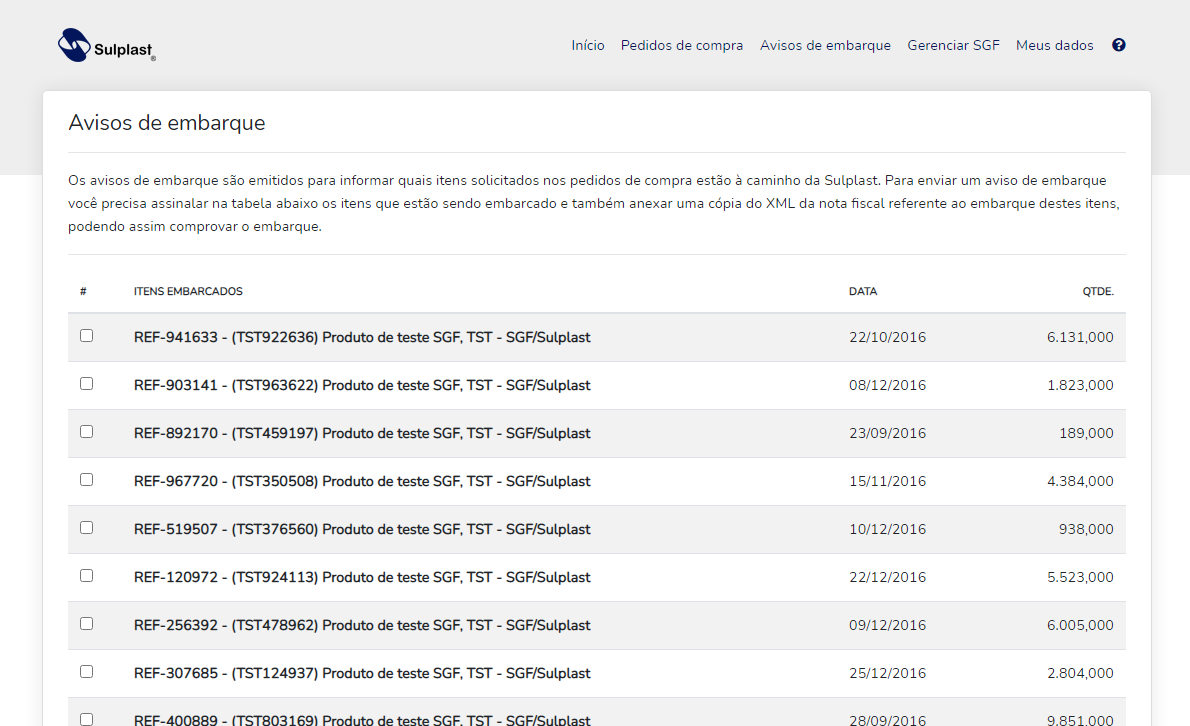 Sulplast®
Início Pedidos de compra Avisos de embarque Gerenciar SGF Meus dados ?
Avisos de embarque
Os avisos de embarque são emitidos para informar quais itens solicitados nos pedidos de compra estão à caminho da Sulplast. Para enviar um aviso de embarque
você precisa assinalar na tabela abaixo os itens que estão sendo embarcado e também anexar uma cópia do XML da nota fiscal referente ao embarque destes itens,
podendo assim comprovar o embarque.
# ITENS EMBARCADOS DATA QTDE.
REF-941633 - (TST922636) Produto de teste SGF, TST - SGF/Sulplast 22/10/2016 6.131,000
REF-903141 - (TST963622) Produto de teste SGF, TST - SGF/Sulplast 08/12/2016 1.823,000
REF-892170 - (TST459197) Produto de teste SGF, TST - SGF/Sulplast 23/09/2016 189,000
REF-967720 - (TST350508) Produto de teste SGF, TST - SGF/Sulplast 15/11/2016 4.384,000
REF-519507 - (TST376560) Produto de teste SGF, TST - SGF/Sulplast 10/12/2016 938,000
REF-120972 - (TST924113) Produto de teste SGF, TST - SGF/Sulplast 22/12/2016 5.523,000
REF-256392 - (TST478962) Produto de teste SGF, TST - SGF/Sulplast 09/12/2016 6.005,000
REF-307685 - (TST124937) Produto de teste SGF, TST - SGF/Sulplast 25/12/2016 2.804,000
REF-400889 - (TST803169) Produto de teste SGF, TST - SGF/Sulplast 28/09/2016 9.851,000